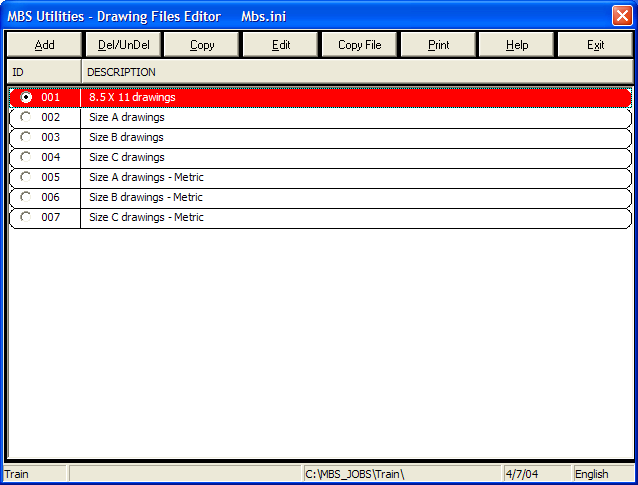 MBS Utilities - Drawing Files Editor Mbs.ini
Add Del/UnDel Copy Edit Copy File Print Help Exit
ID DESCRIPTION
001 8.5 X 11 drawings
002 Size A drawings
003 Size B drawings
004 Size C drawings
005 Size A drawings - Metric
006 Size B drawings - Metric
007 Size C drawings - Metric
Train C:\MBS_JOBS\Train\ 4/7/04 English